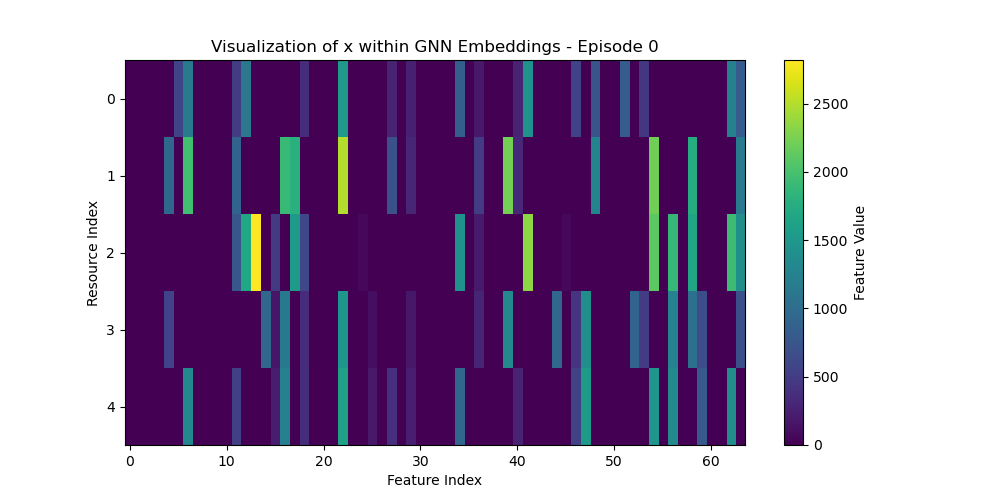 Visualization of x within GNN Embeddings - Episode 0
Resource Index
0
1
2
3
4
0 10 20 30 40 50 60
Feature Index
2500
2000
1500
1000
500
0
Feature Value